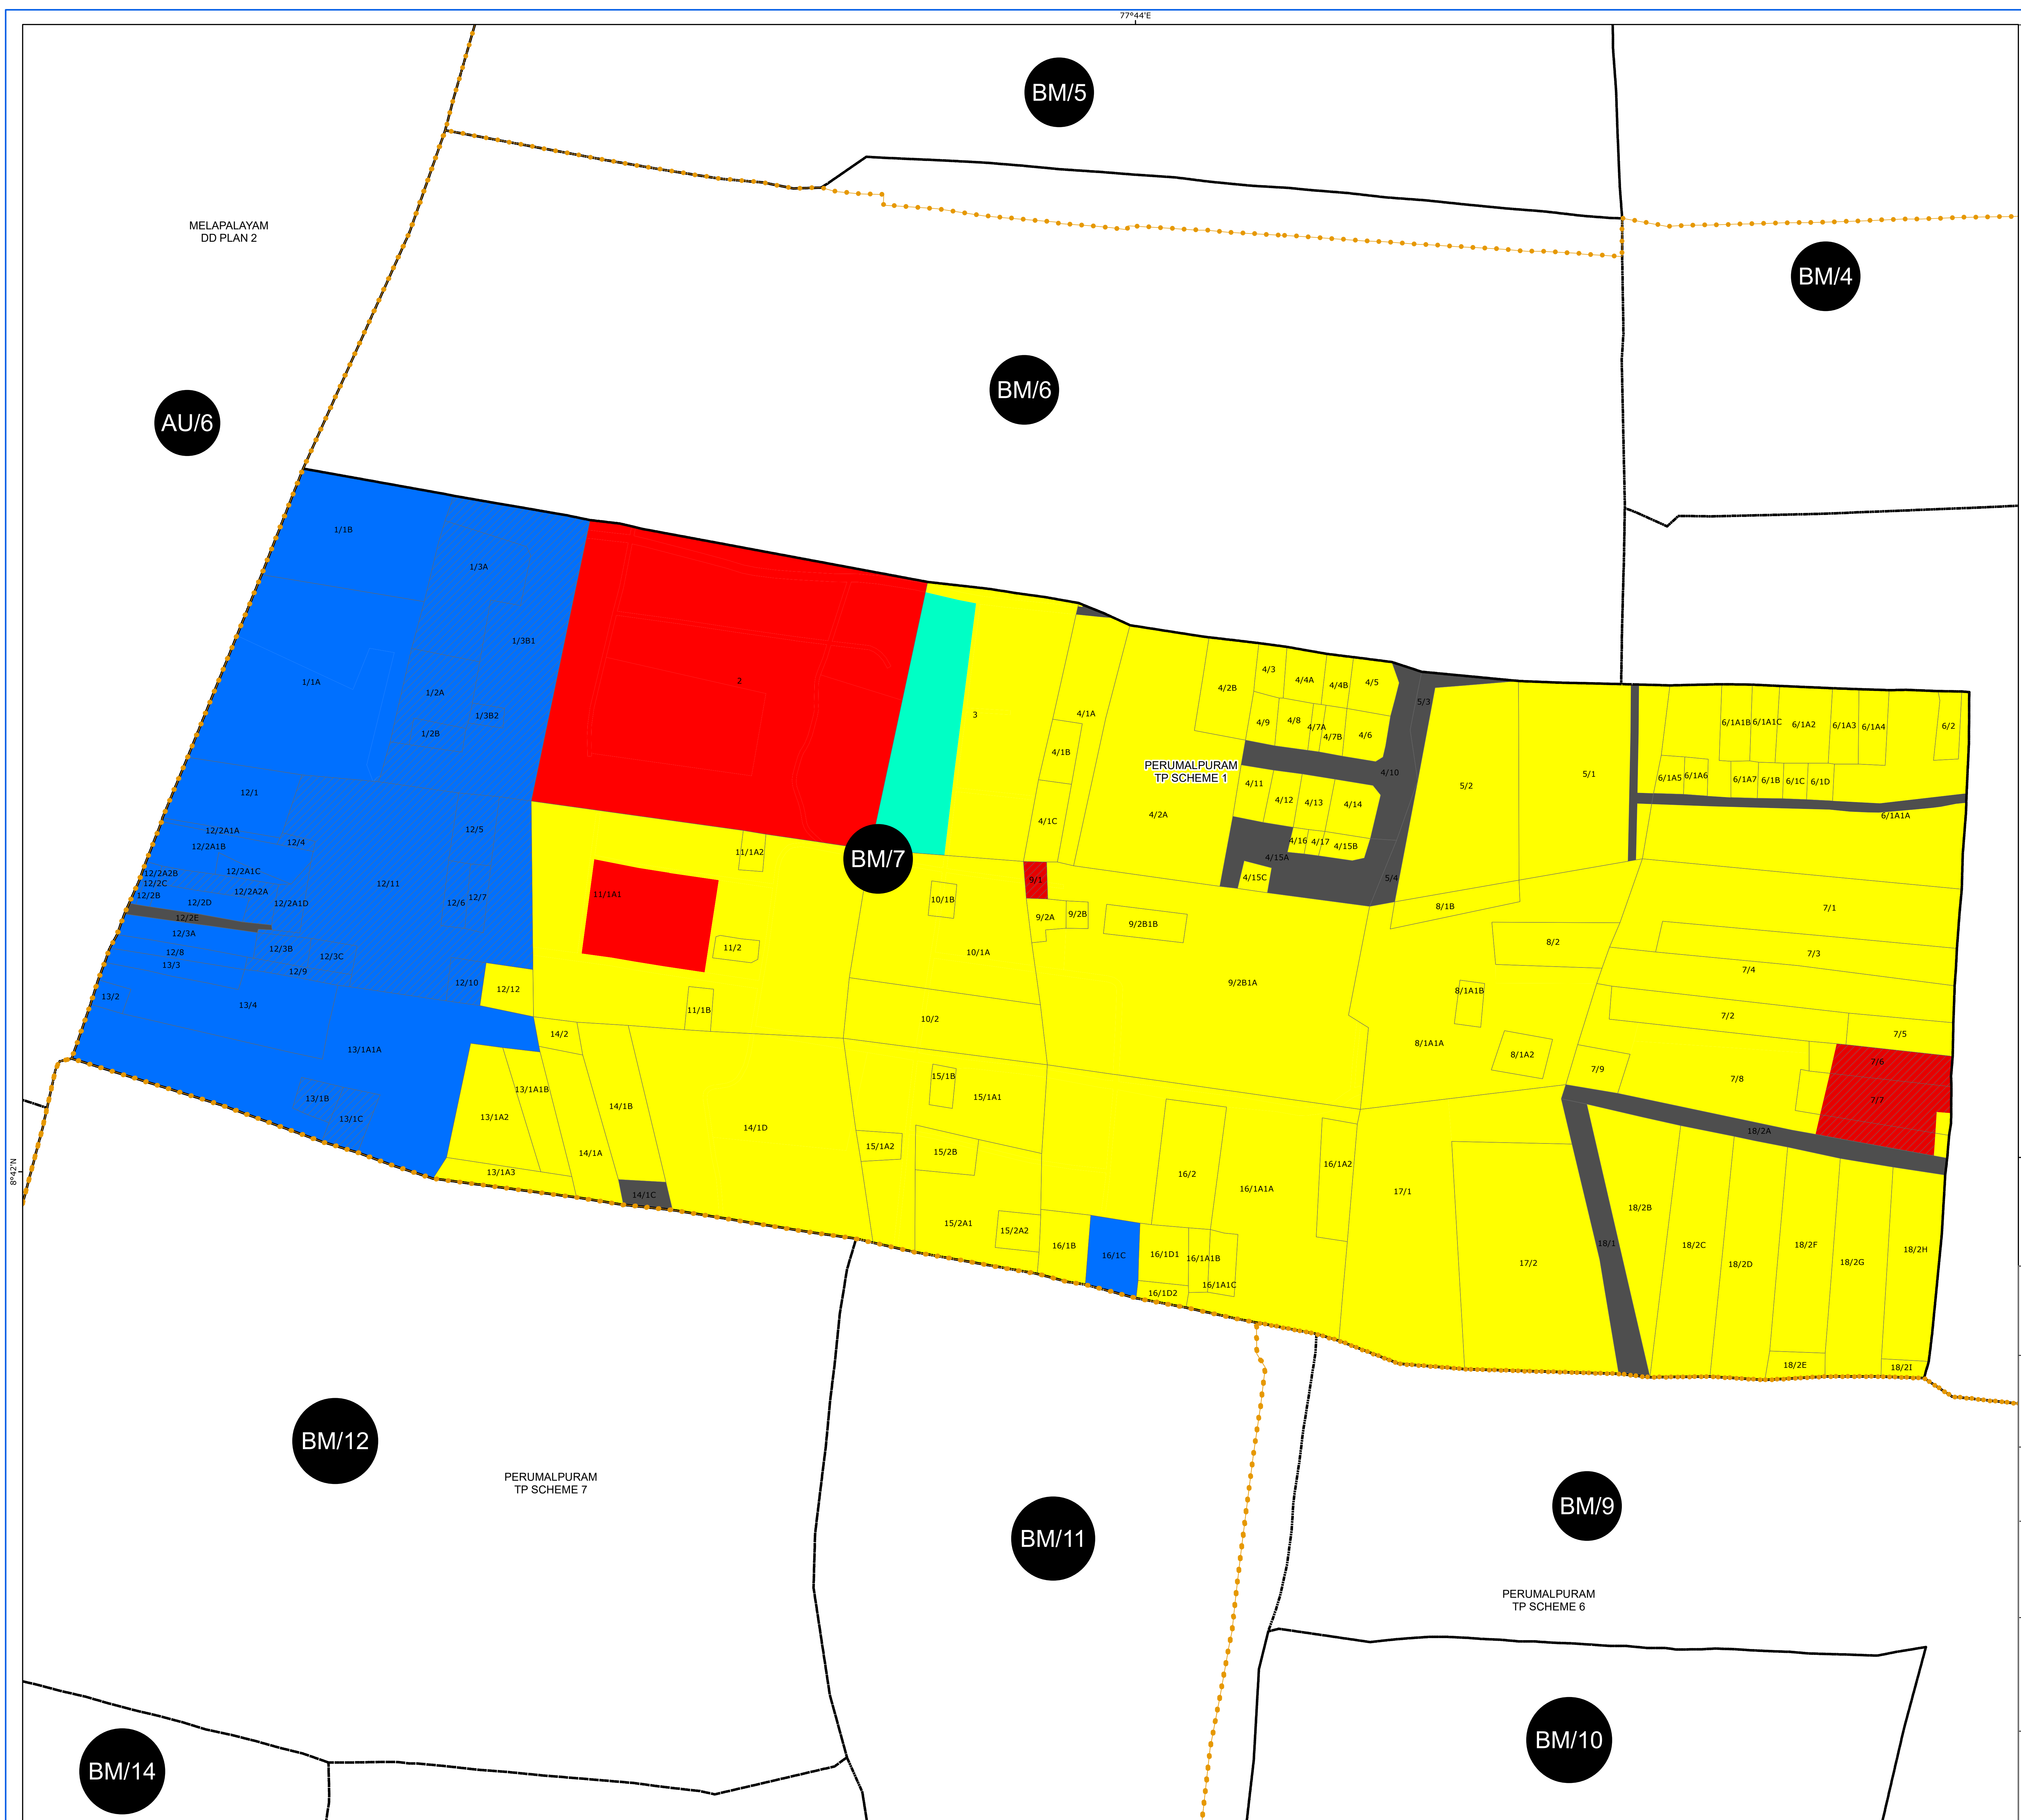 77°44'E
BM/5
MELAPALAYAM
DD PLAN 2
BM/4
BM/6
AU/6
1/1B
1/3A
1/3B1
1/1A
1/2A
1/3B2
1/2B
2
3
4/1A
4/1B
4/1C
4/2A
PERUMALPURAM
TP SCHEME 1
4/2B
4/3
4/4A
4/4B
4/5
4/9
4/8
4/7A
4/7B
4/6
4/10
4/11
4/12
4/13
4/14
4/16
4/17
4/15B
4/15A
4/15C
5/3
5/2
5/1
5/4
6/1A1B
6/1A1C
6/1A2
6/1A3
6/1A4
6/2
6/1A5
6/1A6
6/1A7
6/1B
6/1C
6/1D
6/1A1A
BM/7
12/1
12/2A1A
12/2A1B
12/4
12/5
12/2A2B
12/2A1C
12/2C
12/2A2A
12/2B
12/2D
12/2A1D
12/11
12/6
12/7
12/2E
12/3A
12/3B
12/3C
12/8
12/9
13/3
12/10
12/12
13/2
13/4
13/1A1A
13/1B
13/1C
11/1A2
11/1A1
11/2
11/1B
10/1B
10/1A
10/2
9/1
9/2A
9/2B
9/2B1B
9/2B1A
8/1B
8/2
8/1A1B
8/1A1A
8/1A2
7/1
7/3
7/4
7/2
7/5
7/6
7/7
7/8
7/9
14/2
13/1A1B
13/1A2
13/1A3
14/1B
14/1A
14/1C
14/1D
15/1B
15/1A1
15/1A2
15/2B
15/2A1
15/2A2
16/2
16/1A2
16/1A1A
16/1B
16/1C
16/1D1
16/1A1B
16/1A1C
16/1D2
17/1
17/2
18/2A
18/1
18/2B
18/2C
18/2D
18/2F
18/2G
18/2H
18/2E
18/2I
8°42'N
BM/12
PERUMALPURAM
TP SCHEME 7
BM/11
BM/9
PERUMALPURAM
TP SCHEME 6
BM/10
BM/14